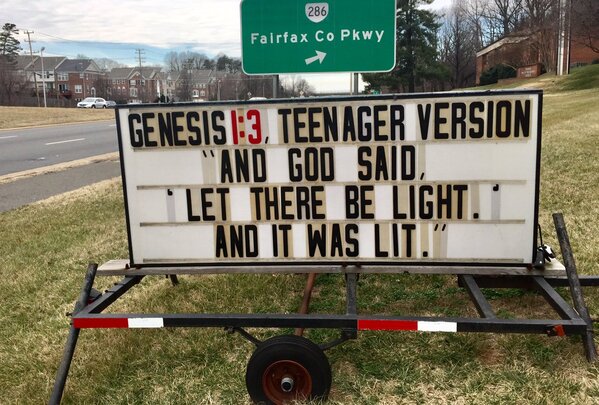 286
Fairfax Co Pkwy
GENESIS 1:3, TEENAGER VERSION
"AND GOD SAID,
'LET THERE BE LIGHT.'
AND IT WAS LIT."